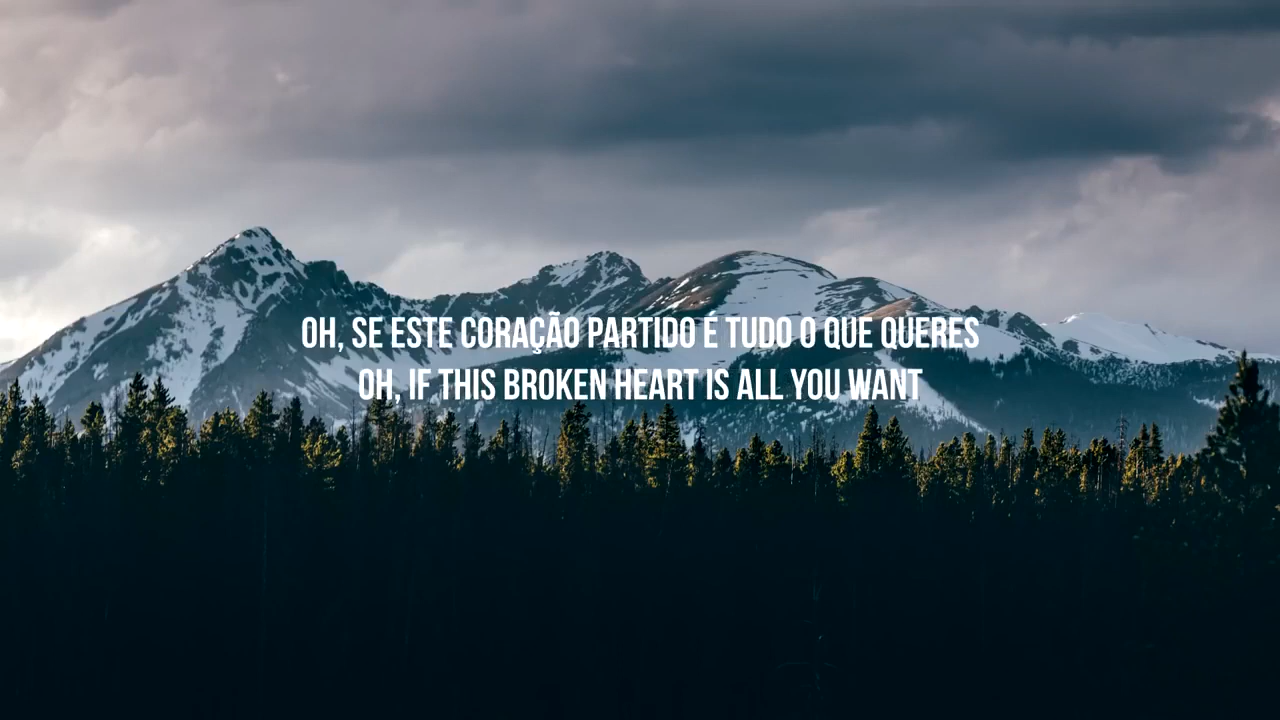 OH, SE ESTE CORAÇÃO PARTIDO É TUDO O QUE QUERES
OH, IF THIS BROKEN HEART IS ALL YOU WANT